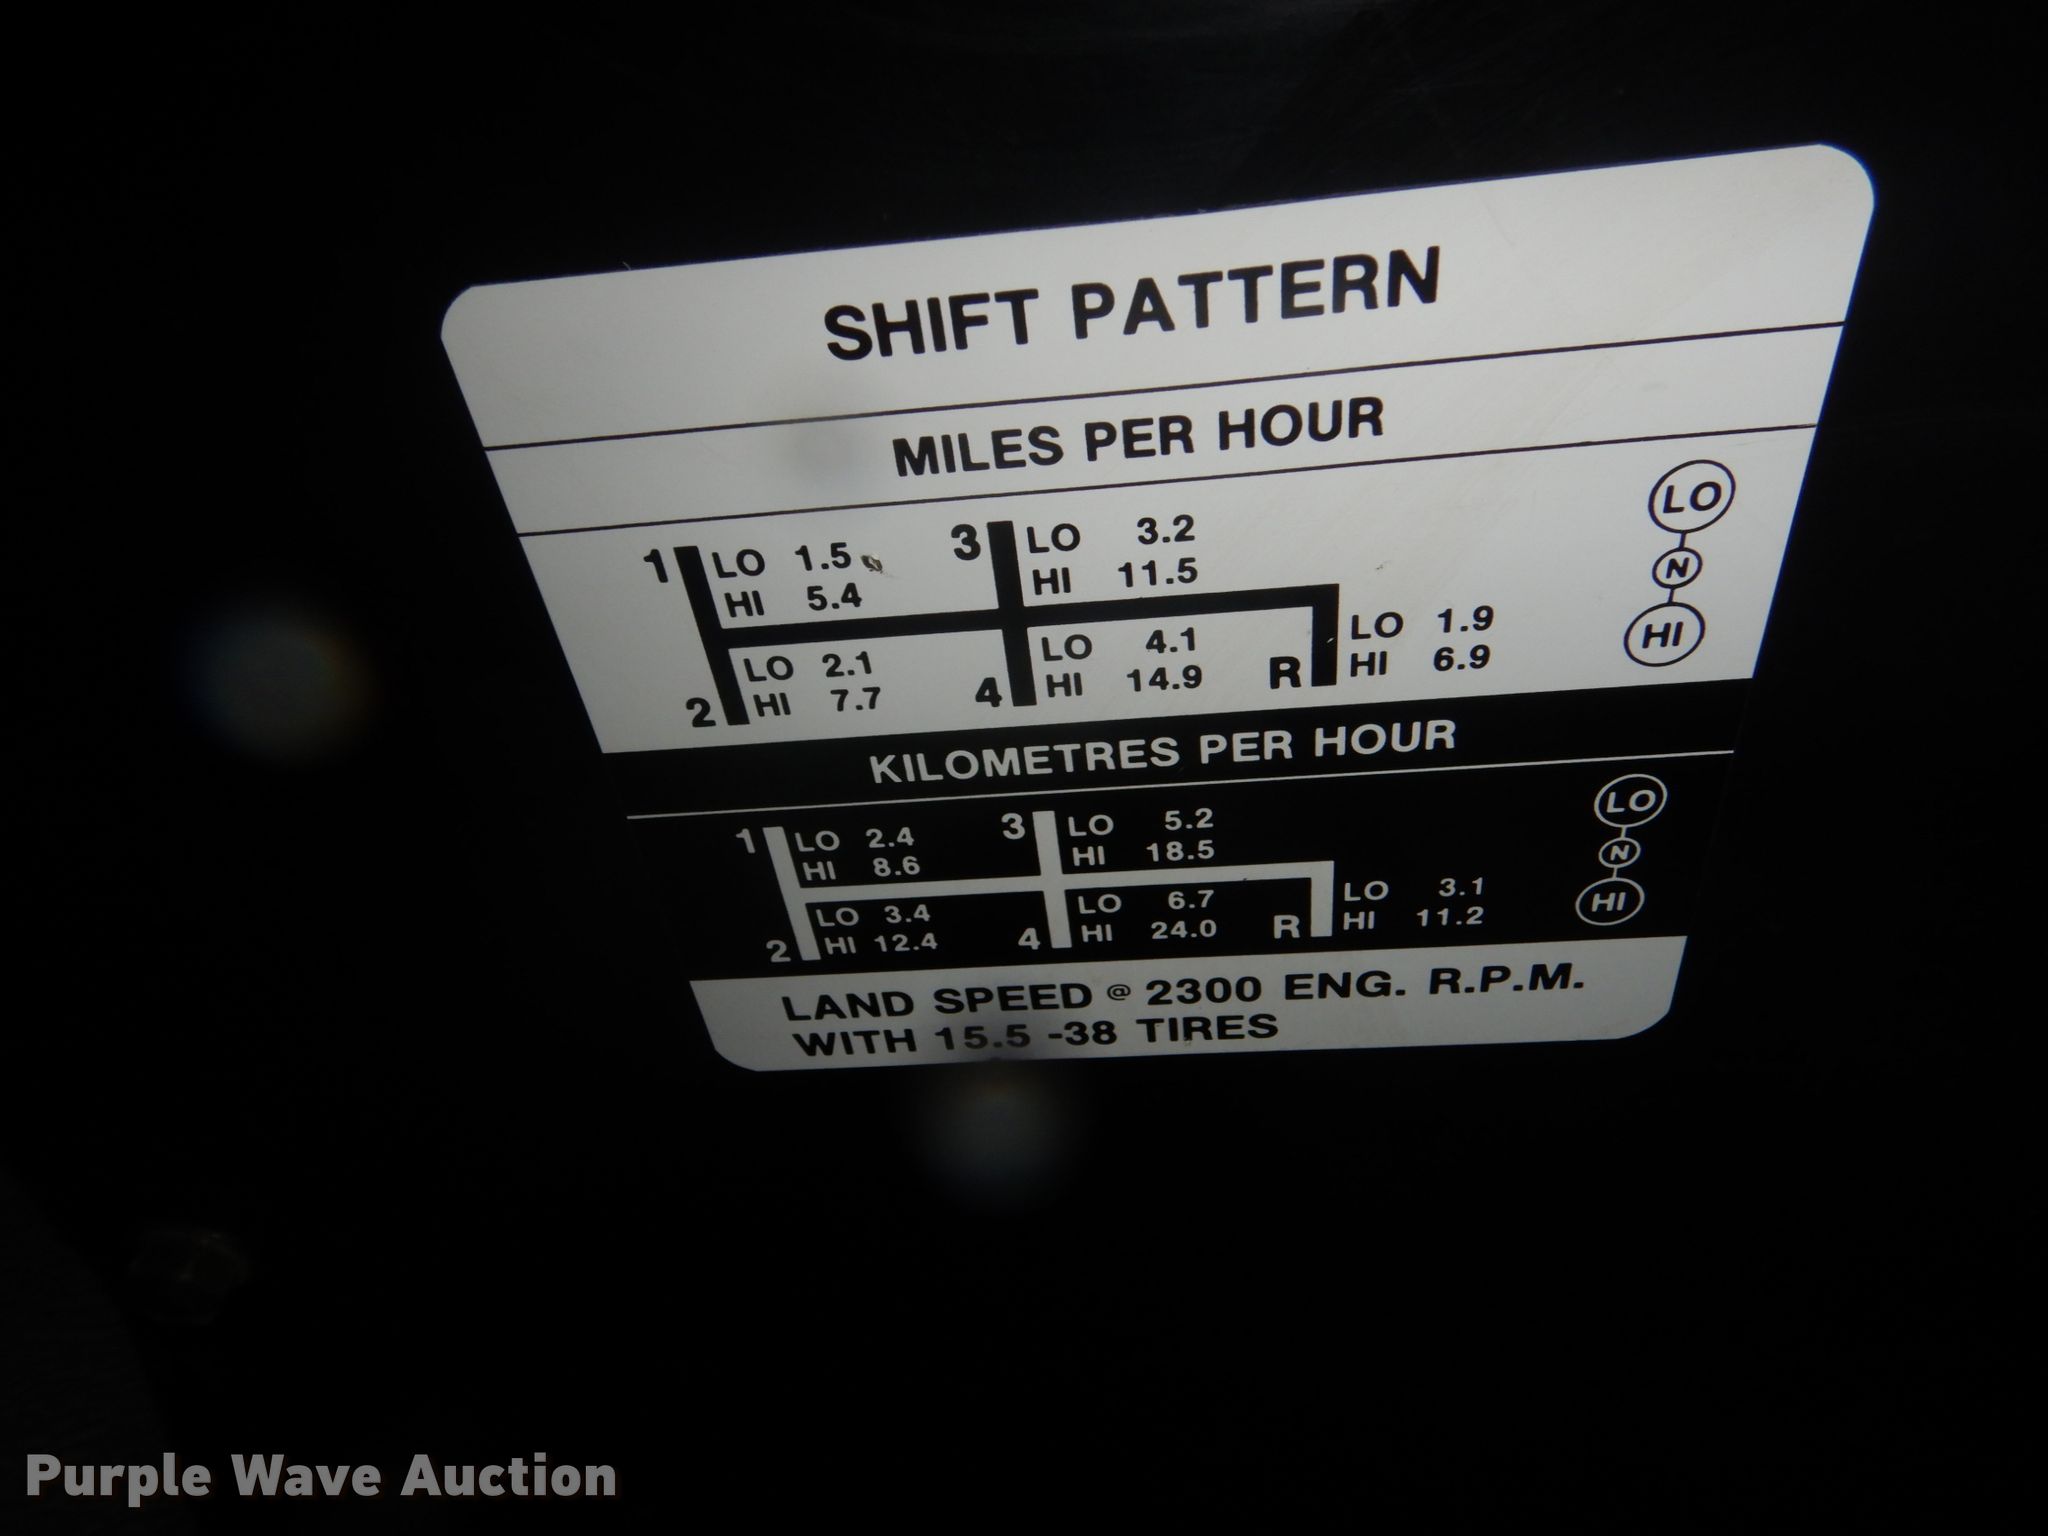 SHIFT PATTERN
MILES PER HOUR
1 LO 1.5 3 LO 3.2 LO
HI 5.4 HI 11.5 N
LO 2.1 LO 4.1 LO 1.9 HI
2 HI 7.7 4 HI 14.9 R HI 6.9
KILOMETRES PER HOUR
1 LO 2.4 3 LO 5.2 LO
HI 8.6 HI 18.5 N
LO 3.4 LO 6.7 LO 3.1 HI
2 HI 12.4 4 HI 24.0 R HI 11.2
LAND SPEED @ 2300 ENG. R.P.M.
WITH 15.5 -38 TIRES
Purple Wave Auction